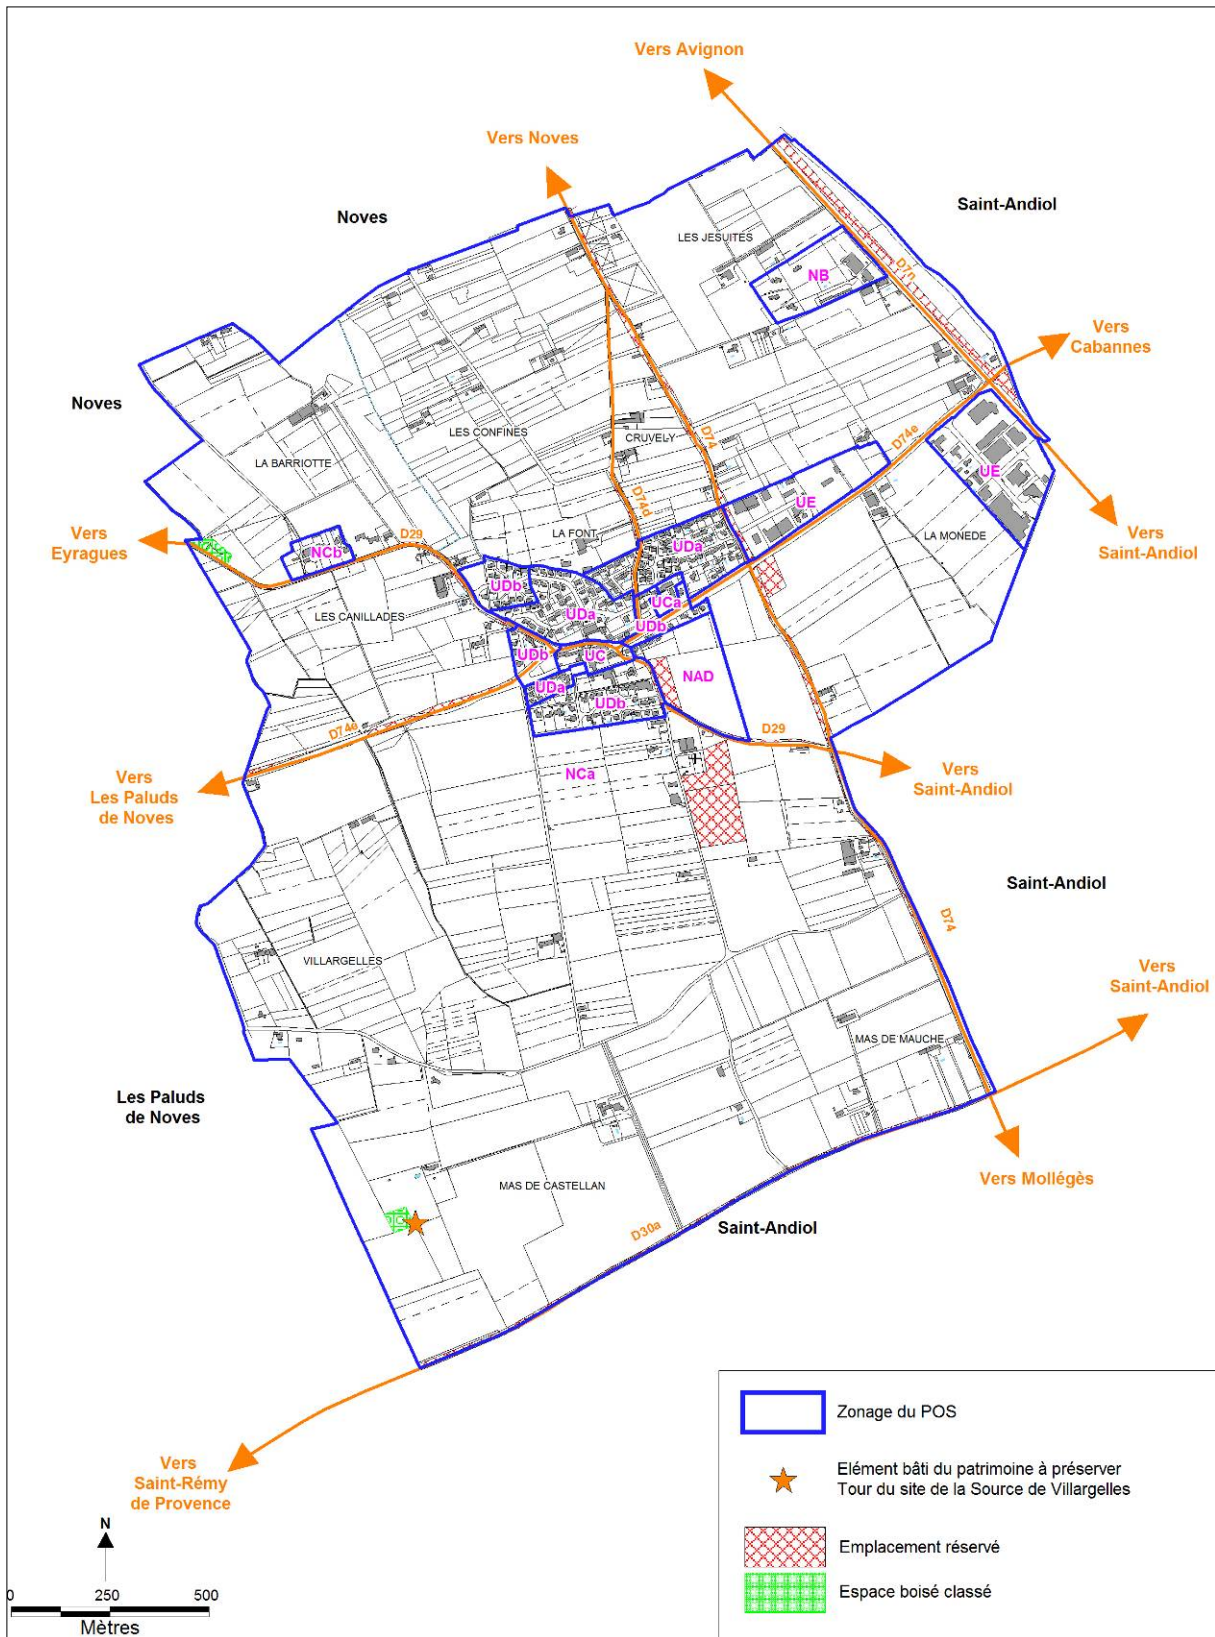 Vers Avignon
Vers Noves
Noves
Saint-Andiol
LES JESUITES
NB
D7n
Vers
Cabannes
Noves
LES CONFINES
CRUVELY
D74
D74e
LA BARRIOTTE
UE
UE
D74d
LA MONEDE
Vers
Eyragues
NCb
D29
LA FONT
UDa
Vers
Saint-Andiol
UDb
UDa
UCa
LES CANILLADES
UDb
UDb
UC
NAD
UDa
UDb
D74e
D29
NCa
Vers
Les Paluds
de Noves
Vers
Saint-Andiol
Saint-Andiol
D74
VILLARGELLES
Vers
Saint-Andiol
MAS DE MAUCHE
Les Paluds
de Noves
Vers Mollégès
MAS DE CASTELLAN
D30a
Saint-Andiol
Vers
Saint-Rémy
de Provence
N
0 250 500
Mètres
Zonage du POS
Elément bâti du patrimoine à préserver
Tour du site de la Source de Villargelles
Emplacement réservé
Espace boisé classé